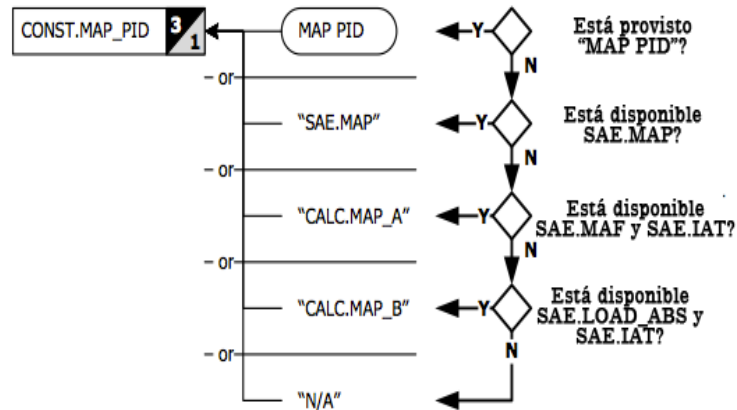 CONST.MAP_PID 3/1 MAP PID Y Está provisto
"MAP PID"?
N
or
"SAE.MAP" Y Está disponible
SAE.MAP?
N
or
"CALC.MAP_A" Y Está disponible
SAE.MAF y SAE.IAT?
N
or
"CALC.MAP_B" Y Está disponible
SAE.LOAD_ABS y
SAE.IAT?
N
or
"N/A"